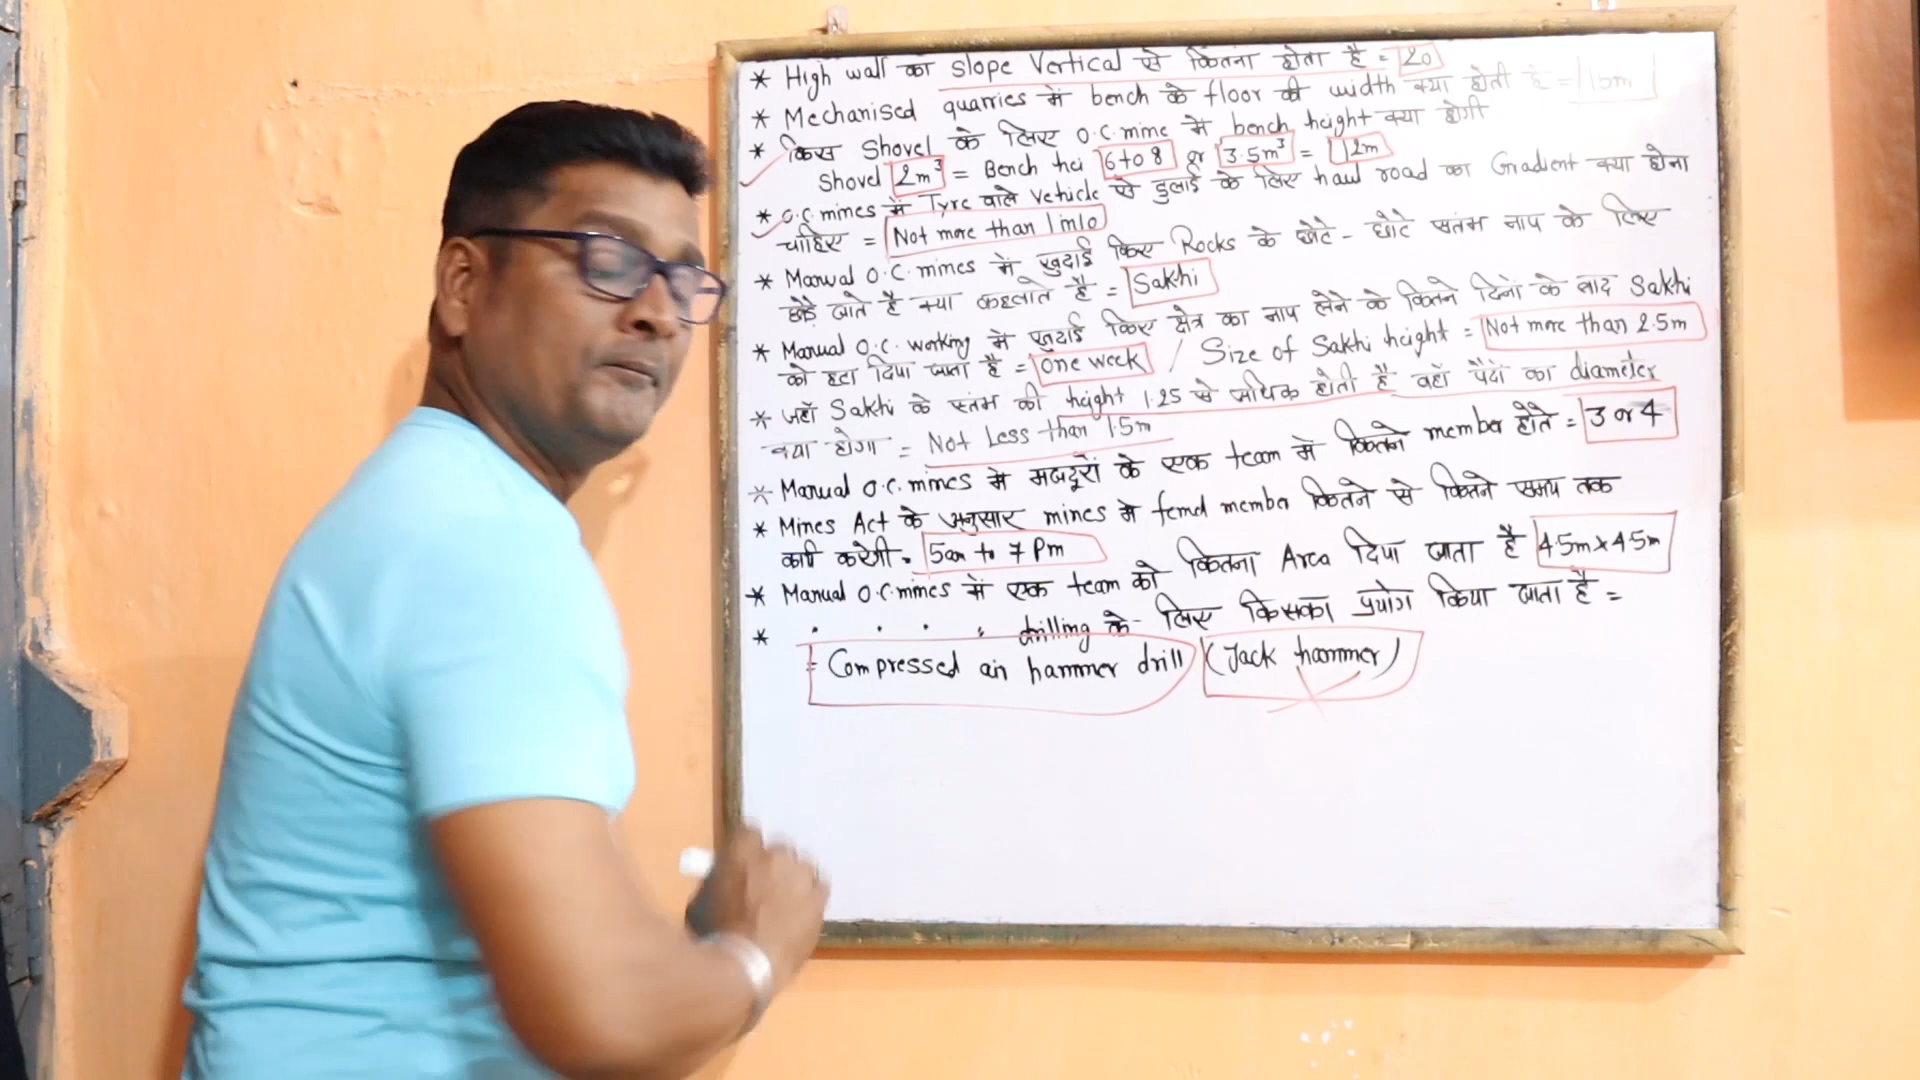 * High wall का slope Vertical से कितना होता है = 20
* Mechanised quarries में bench के floor की width क्या होती है = 15m
* किस Shovel के लिए O.C. mine में bench height क्या होगी
Shovel 2m³ = Bench hei 6 to 8 or 3.5m³ = 12m
* O.C. mines में Tyre वाले Vehicle से ढुलाई के लिए haul road का Gradient क्या होना
चाहिए = Not more than 1 in 10
* Manual O.C. mines में खुदाई किए Rocks के छोटे - छोटे स्तंभ नाप के लिए
छोड़े जाते है क्या कहलाते है = Sakhi
* Manual O.C. working में खुदाई किए क्षेत्र का नाप लेने के कितने दिनों के बाद Sakhi
को हटा दिया जाता है = One week / Size of Sakhi height = Not more than 2.5m
* जहाँ Sakhi के स्तंभ की height 1.25 से अधिक होती है वहाँ पैंदा का diameter
क्या होगा = Not Less than 1.5m
* Manual O.C. mines में मजदूरों के एक team में कितने member होते = 3 or 4
* Mines Act के अनुसार mines में femel member कितने से कितने समय तक
कार्य करेगी. 5am to 7 Pm
* Manual O.C. mines में एक team को कितना Area दिया जाता है 4.5m x 4.5m
* . . . , drilling के लिए किसका प्रयोग किया जाता है =
= Compressed air hammer drill (Jack hammer)